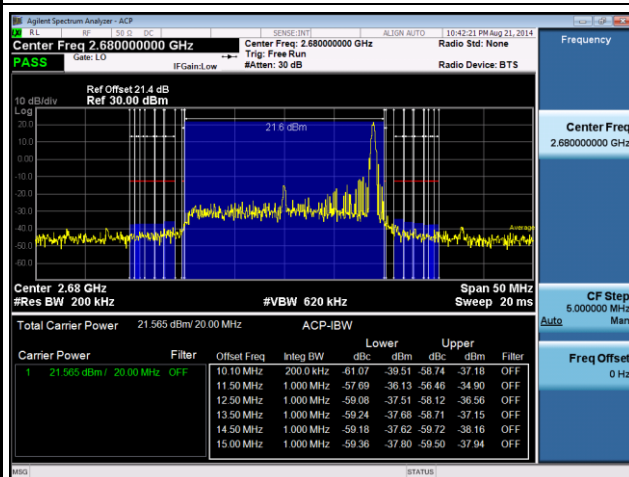 Agilent Spectrum Analyzer - ACP
RL RF 50 Ω DC SENSE:INT ALIGN AUTO 10:42:21 PM Aug 21, 2014
Center Freq 2.680000000 GHz Center Freq: 2.680000000 GHz Radio Std: None
PASS Gate: LO IFGain:Low Trig: Free Run
#Atten: 30 dB Radio Device: BTS
Ref Offset 21.4 dB
10 dB/div Ref 30.00 dBm
Log
21.6 dBm
20.0
10.0
0.00
-10.0
-20.0
-30.0
-40.0
Average
-50.0
-60.0
Center 2.68 GHz Span 50 MHz
#Res BW 200 kHz #VBW 620 kHz Sweep 20 ms
Total Carrier Power 21.565 dBm/ 20.00 MHz ACP-IBW
Lower Upper
Carrier Power Filter Offset Freq Integ BW dBc dBm dBc dBm Filter
1 21.565 dBm / 20.00 MHz OFF 10.10 MHz 200.0 kHz -61.07 -39.51 -58.74 -37.18 OFF
11.50 MHz 1.000 MHz -57.69 -36.13 -56.46 -34.90 OFF
12.50 MHz 1.000 MHz -59.08 -37.51 -58.12 -36.56 OFF
13.50 MHz 1.000 MHz -59.24 -37.68 -58.71 -37.15 OFF
14.50 MHz 1.000 MHz -59.18 -37.62 -59.72 -38.16 OFF
15.00 MHz 1.000 MHz -59.36 -37.80 -59.50 -37.94 OFF
MSG STATUS
Frequency
Center Freq
2.680000000 GHz
CF Step
5.000000 MHz
Auto Man
Freq Offset
0 Hz